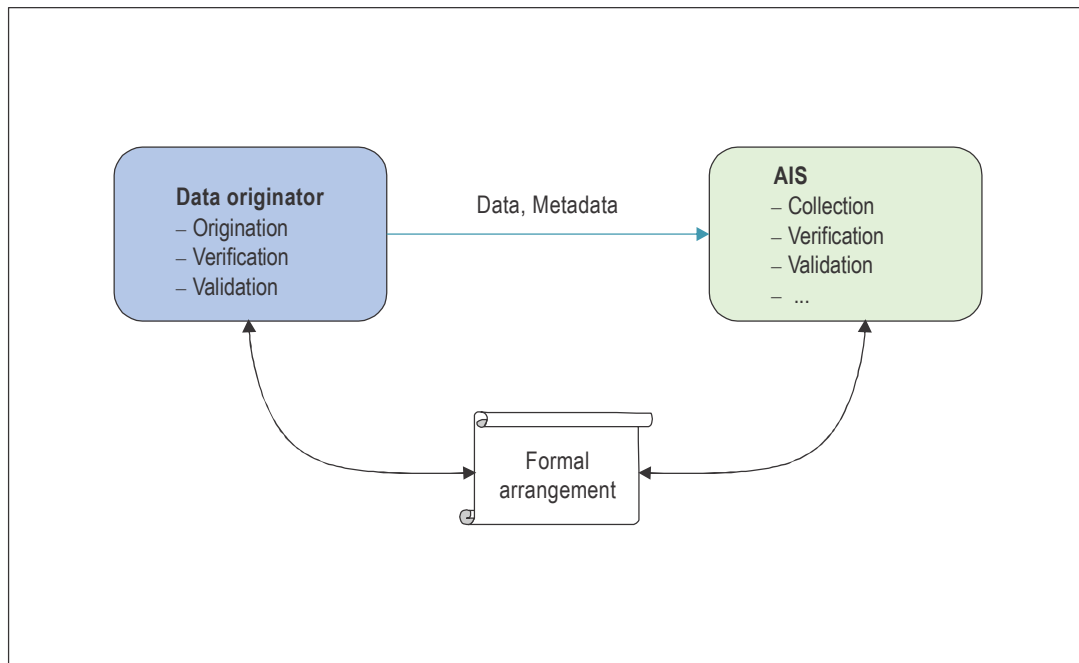 Data originator
– Origination
– Verification
– Validation
Data, Metadata
AIS
– Collection
– Verification
– Validation
– ...
Formal
arrangement